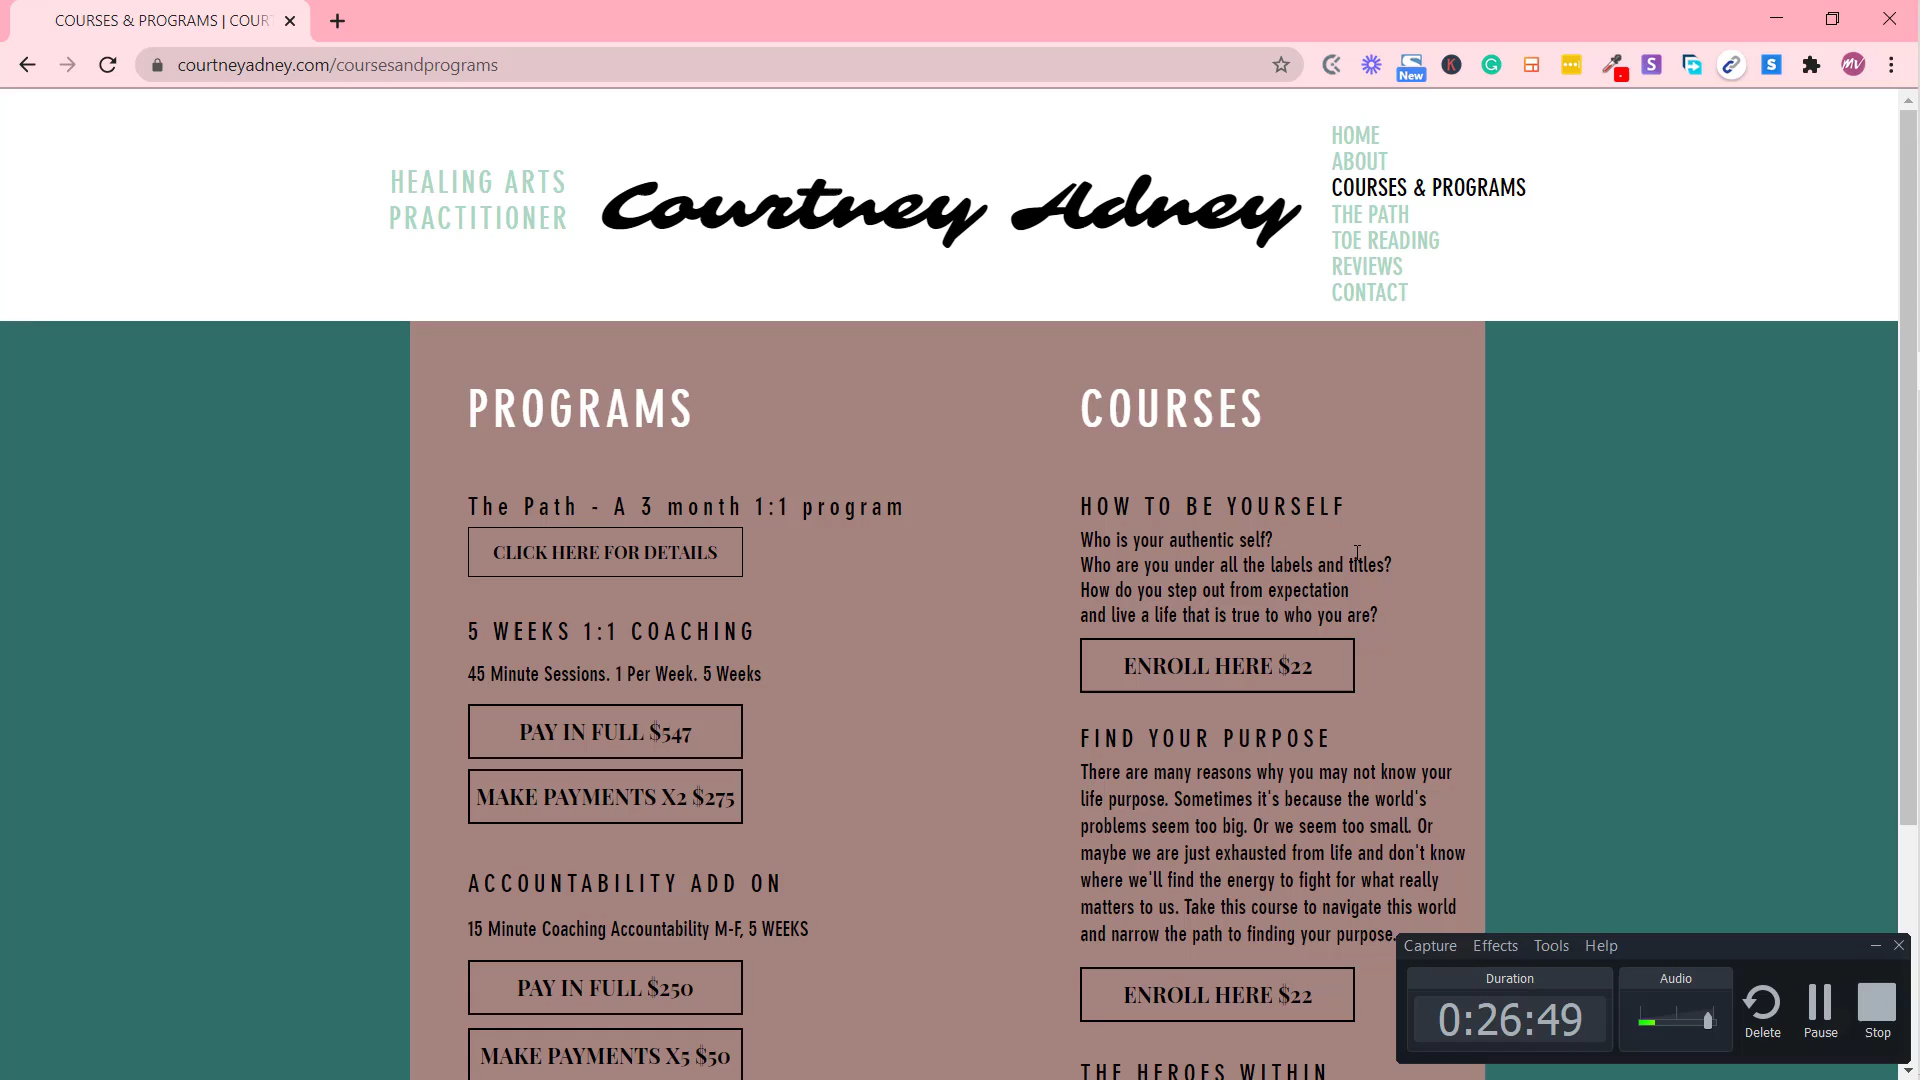 COURSES & PROGRAMS | COUR
courtneyadney.com/coursesandprograms
New
K
G
S
S
MV
HEALING ARTS
PRACTITIONER
Courtney Adney
HOME
ABOUT
COURSES & PROGRAMS
THE PATH
TOE READING
REVIEWS
CONTACT
PROGRAMS
The Path - A 3 month 1:1 program
CLICK HERE FOR DETAILS
5 WEEKS 1:1 COACHING
45 Minute Sessions. 1 Per Week. 5 Weeks
PAY IN FULL $547
MAKE PAYMENTS X2 $275
ACCOUNTABILITY ADD ON
15 Minute Coaching Accountability M-F, 5 WEEKS
PAY IN FULL $250
MAKE PAYMENTS X5 $50
COURSES
HOW TO BE YOURSELF
Who is your authentic self?
Who are you under all the labels and titles?
How do you step out from expectation
and live a life that is true to who you are?
ENROLL HERE $22
FIND YOUR PURPOSE
There are many reasons why you may not know your
life purpose. Sometimes it's because the world's
problems seem too big. Or we seem too small. Or
maybe we are just exhausted from life and don't know
where we'll find the energy to fight for what really
matters to us. Take this course to navigate this world
and narrow the path to finding your purpose.
ENROLL HERE $22
THE HEROES WITHIN
Capture Effects Tools Help
Duration
0:26:49
Audio
Delete
Pause
Stop